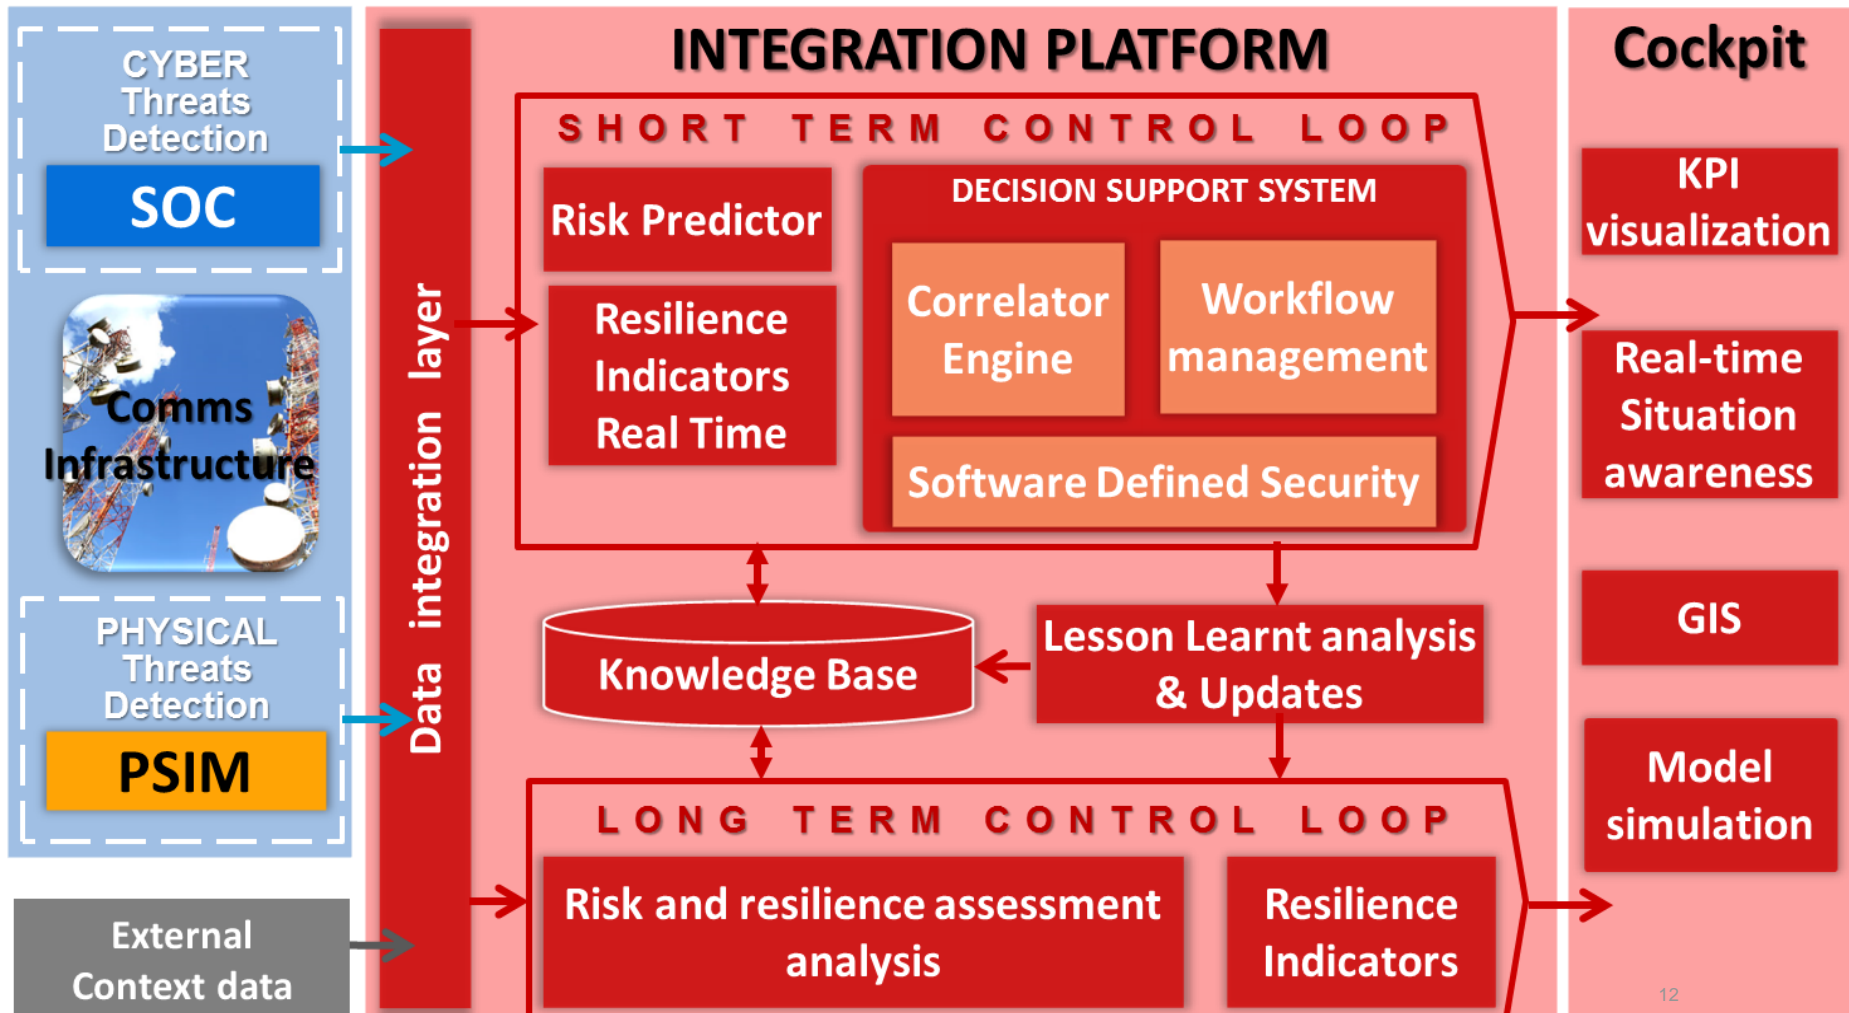 CYBER
Threats
Detection
SOC
Comms
Infrastructure
PHYSICAL
Threats
Detection
PSIM
External
Context data
Data integration layer
INTEGRATION PLATFORM
SHORT TERM CONTROL LOOP
Risk Predictor
Resilience
Indicators
Real Time
DECISION SUPPORT SYSTEM
Correlator
Engine
Workflow
management
Software Defined Security
Knowledge Base
Lesson Learnt analysis
& Updates
LONG TERM CONTROL LOOP
Risk and resilience assessment
analysis
Resilience
Indicators
Cockpit
KPI
visualization
Real-time
Situation
awareness
GIS
Model
simulation
12